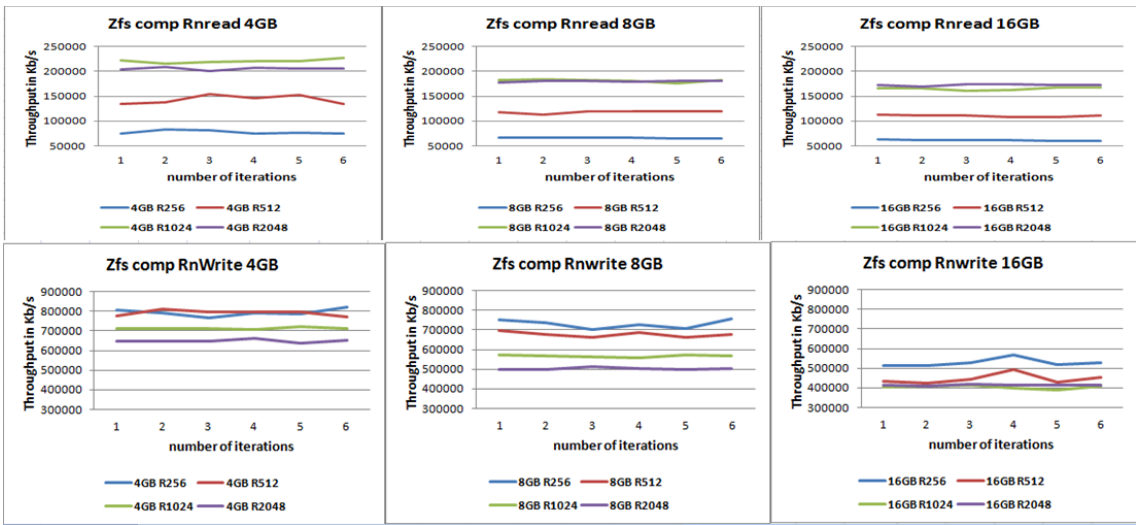 Zfs comp Rnread 4GB
Throughput in Kb/s
250000
200000
150000
100000
50000
1 2 3 4 5 6
number of iterations
4GB R256 4GB R512
4GB R1024 4GB R2048
Zfs comp Rnread 8GB
Throughput in Kb/s
250000
200000
150000
100000
50000
1 2 3 4 5 6
number of iterations
8GB R256 8GB R512
8GB R1024 8GB R2048
Zfs comp Rnread 16GB
Throughput in Kb/s
250000
200000
150000
100000
50000
1 2 3 4 5 6
number of iterations
16GB R256 16GB R512
16GB R1024 16GB R2048
Zfs comp RnWrite 4GB
Throughput in Kb/s
900000
800000
700000
600000
500000
400000
300000
1 2 3 4 5 6
number of iterations
4GB R256 4GB R512
4GB R1024 4GB R2048
Zfs comp Rnwrite 8GB
Throughput in Kb/s
900000
800000
700000
600000
500000
400000
300000
1 2 3 4 5 6
number of iterations
8GB R256 8GB R512
8GB R1024 8GB R2048
Zfs comp Rnwrite 16GB
Throughput in Kb/s
900000
800000
700000
600000
500000
400000
300000
1 2 3 4 5 6
number of iterations
16GB R256 16GB R512
16GB R1024 16GB R2048